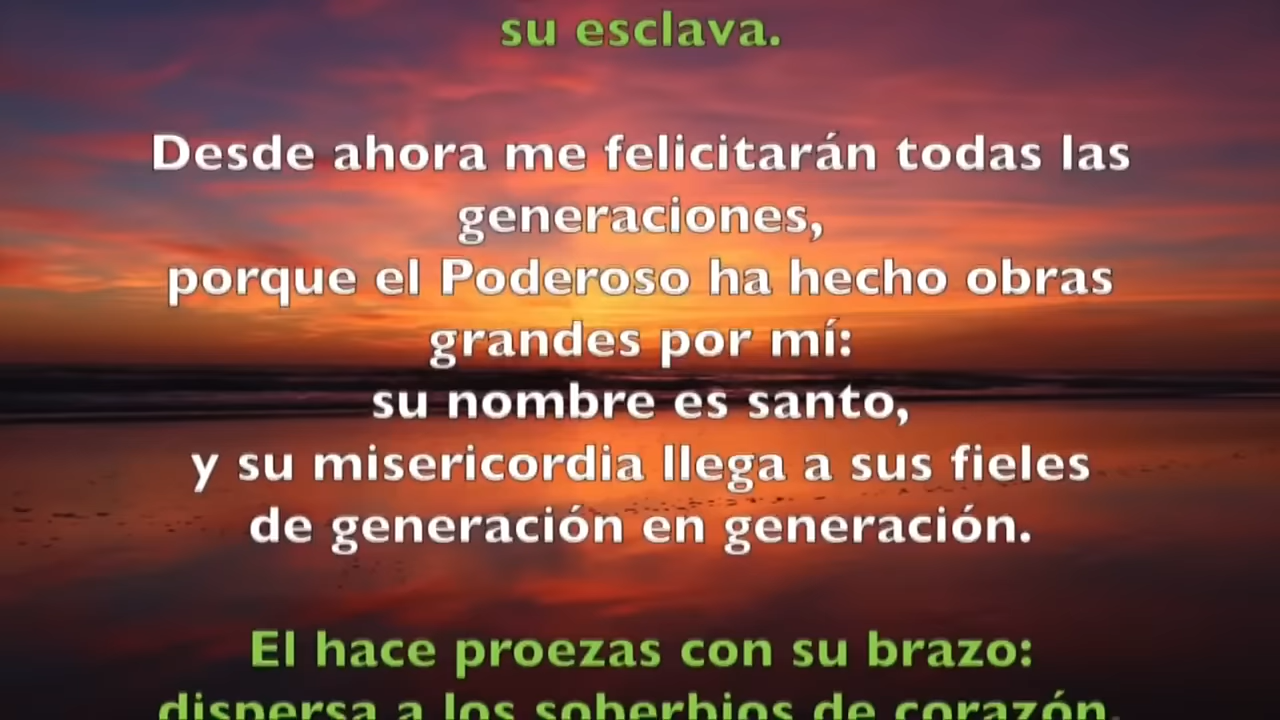 su esclava.
Desde ahora me felicitarán todas las
generaciones,
porque el Poderoso ha hecho obras
grandes por mí:
su nombre es santo,
y su misericordia llega a sus fieles
de generación en generación.
El hace proezas con su brazo:
dispersa a los soberbios de corazón,